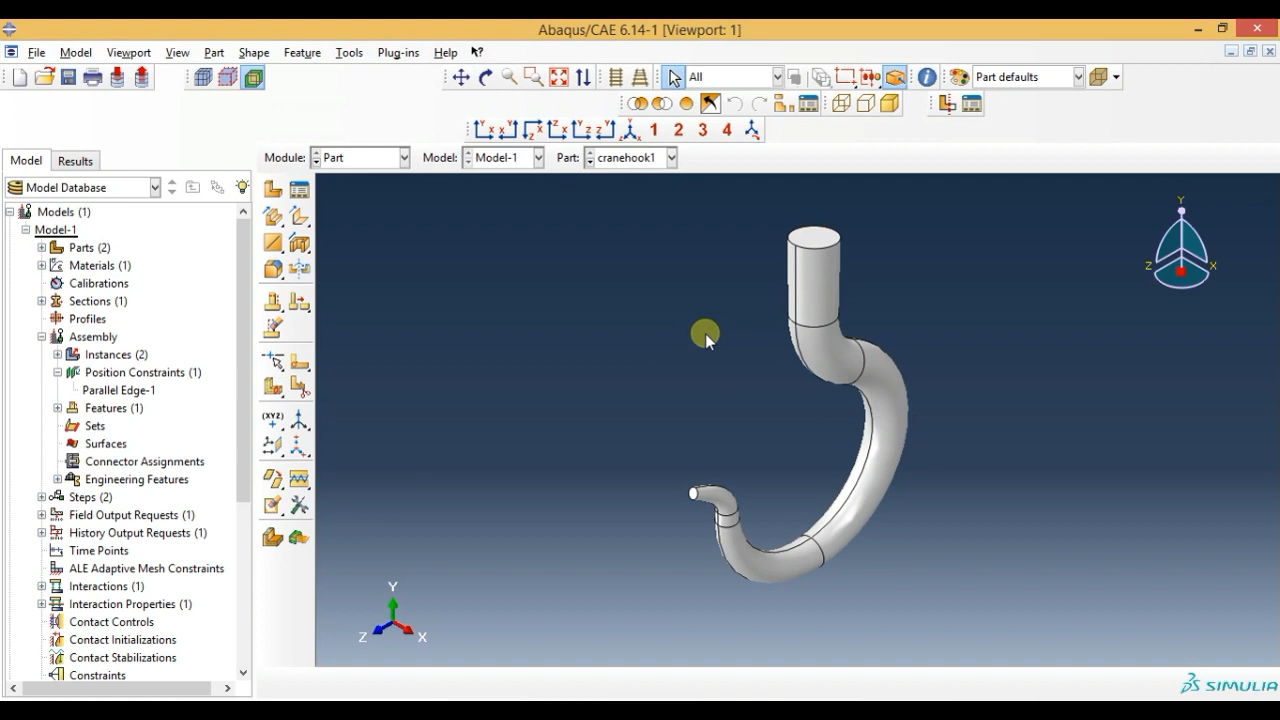 Abaqus/CAE 6.14-1 [Viewport: 1]
File Model Viewport View Part Shape Feature Tools Plug-ins Help
All
Part defaults
1 2 3 4
Model Results
Module: Part Model: Model-1 Part: cranehook1
Model Database
Models (1)
Model-1
Parts (2)
Materials (1)
Calibrations
Sections (1)
Profiles
Assembly
Instances (2)
Position Constraints (1)
Parallel Edge-1
Features (1)
Sets
Surfaces
Connector Assignments
Engineering Features
Steps (2)
Field Output Requests (1)
History Output Requests (1)
Time Points
ALE Adaptive Mesh Constraints
Interactions (1)
Interaction Properties (1)
Contact Controls
Contact Initializations
Contact Stabilizations
Constraints
(XYZ)
Y
Z
X
Y
Z
X
SIMULIA